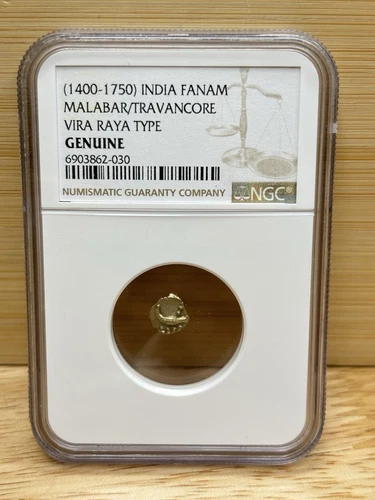 (1400-1750) INDIA FANAM
MALABAR/TRAVANCORE
VIRA RAYA TYPE
GENUINE
6903862-030
NUMISMATIC GUARANTY COMPANY NGC